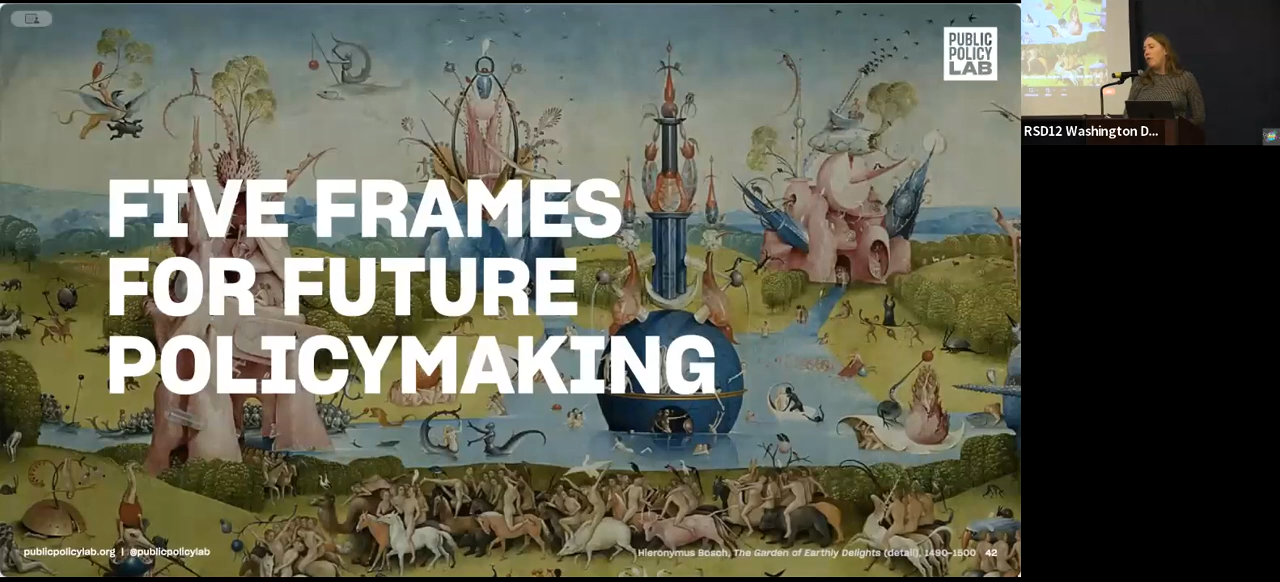 PUBLIC
POLICY
LAB
FIVE FRAMES
FOR FUTURE
POLICYMAKING
publicpolicylab.org | @publicpolicylab
Hieronymus Bosch, The Garden of Earthly Delights (detail), 1490–1500 42
RSD12 Washington D...